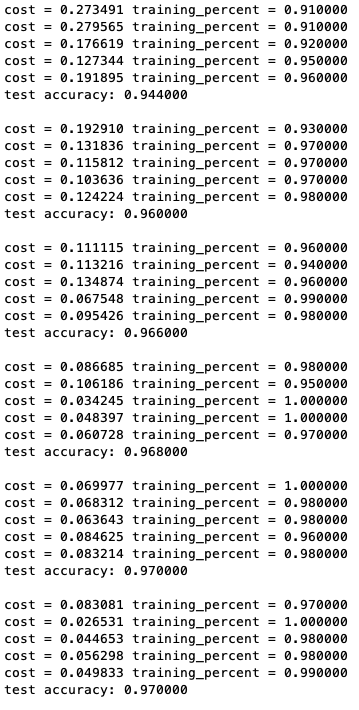 cost = 0.273491 training_percent = 0.910000
cost = 0.279565 training_percent = 0.910000
cost = 0.176619 training_percent = 0.920000
cost = 0.127344 training_percent = 0.950000
cost = 0.191895 training_percent = 0.960000
test accuracy: 0.944000
cost = 0.192910 training_percent = 0.930000
cost = 0.131836 training_percent = 0.970000
cost = 0.115812 training_percent = 0.970000
cost = 0.103636 training_percent = 0.970000
cost = 0.124224 training_percent = 0.980000
test accuracy: 0.960000
cost = 0.111115 training_percent = 0.960000
cost = 0.113216 training_percent = 0.940000
cost = 0.134874 training_percent = 0.960000
cost = 0.067548 training_percent = 0.990000
cost = 0.095426 training_percent = 0.980000
test accuracy: 0.966000
cost = 0.086685 training_percent = 0.980000
cost = 0.106186 training_percent = 0.950000
cost = 0.034245 training_percent = 1.000000
cost = 0.048397 training_percent = 1.000000
cost = 0.060728 training_percent = 0.970000
test accuracy: 0.968000
cost = 0.069977 training_percent = 1.000000
cost = 0.068312 training_percent = 0.980000
cost = 0.063643 training_percent = 0.980000
cost = 0.084625 training_percent = 0.960000
cost = 0.083214 training_percent = 0.980000
test accuracy: 0.970000
cost = 0.083081 training_percent = 0.970000
cost = 0.026531 training_percent = 1.000000
cost = 0.044653 training_percent = 0.980000
cost = 0.056298 training_percent = 0.980000
cost = 0.049833 training_percent = 0.990000
test accuracy: 0.970000